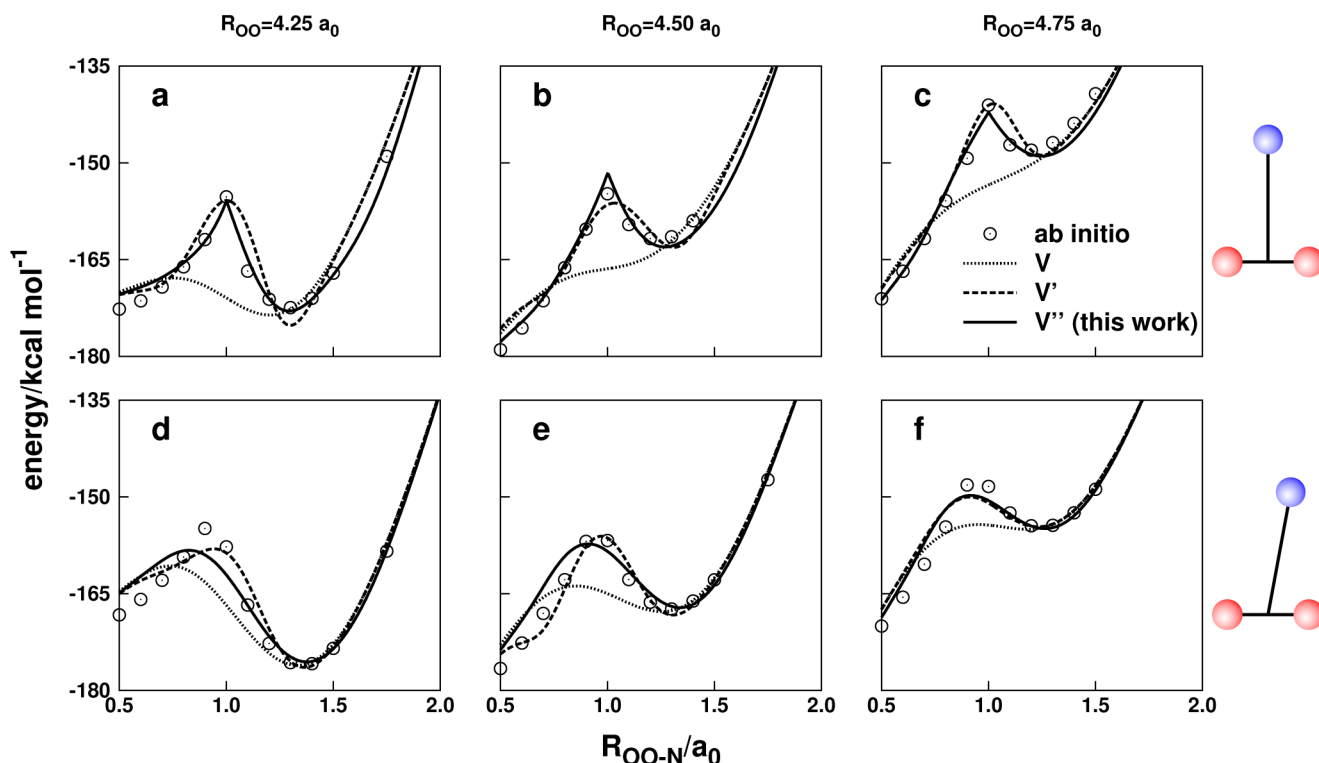 R_OO=4.25 a_0 R_OO=4.50 a_0 R_OO=4.75 a_0
energy/kcal mol^-1
-135
-150
-165
-180
a
b
c
ab initio
V
V'
V'' (this work)
-135
-150
-165
-180
d
e
f
0.5 1.0 1.5 2.0 0.5 1.0 1.5 2.0 0.5 1.0 1.5 2.0
R_OO-N/a_0